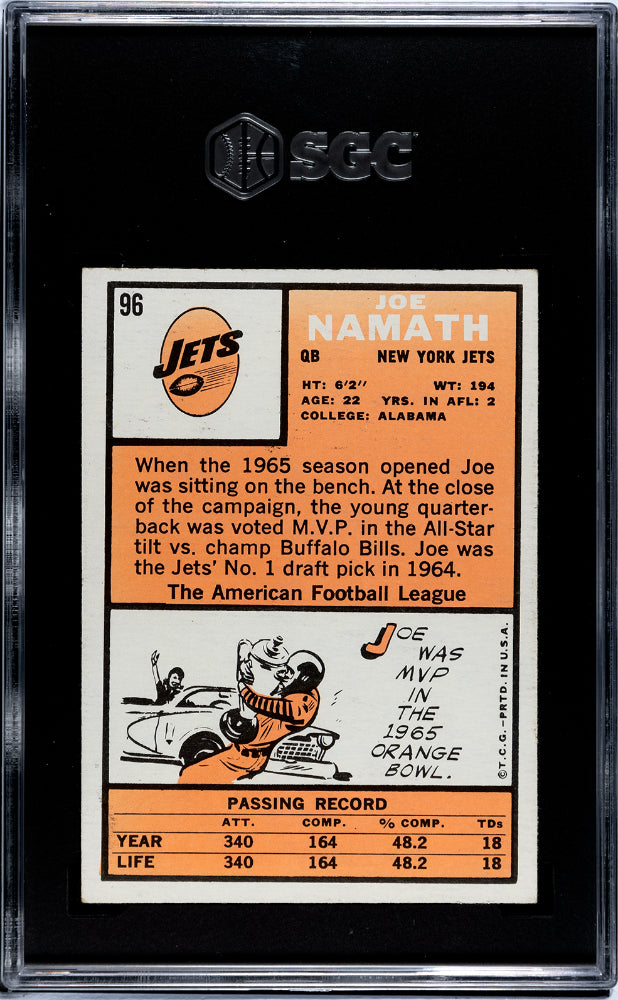 SGC
96
JETS
JOE
NAMATH
QB NEW YORK JETS
HT: 6'2'' WT: 194
AGE: 22 YRS. IN AFL: 2
COLLEGE: ALABAMA
When the 1965 season opened Joe
was sitting on the bench. At the close
of the campaign, the young quarter-
back was voted M.V.P. in the All-Star
tilt vs. champ Buffalo Bills. Joe was
the Jets' No. 1 draft pick in 1964.
The American Football League
JOE
WAS
MVP
IN
THE
1965
ORANGE
BOWL.
©T.C.G.—PRTD. IN U.S.A.
PASSING RECORD
ATT. COMP. % COMP. TDs
YEAR 340 164 48.2 18
LIFE 340 164 48.2 18